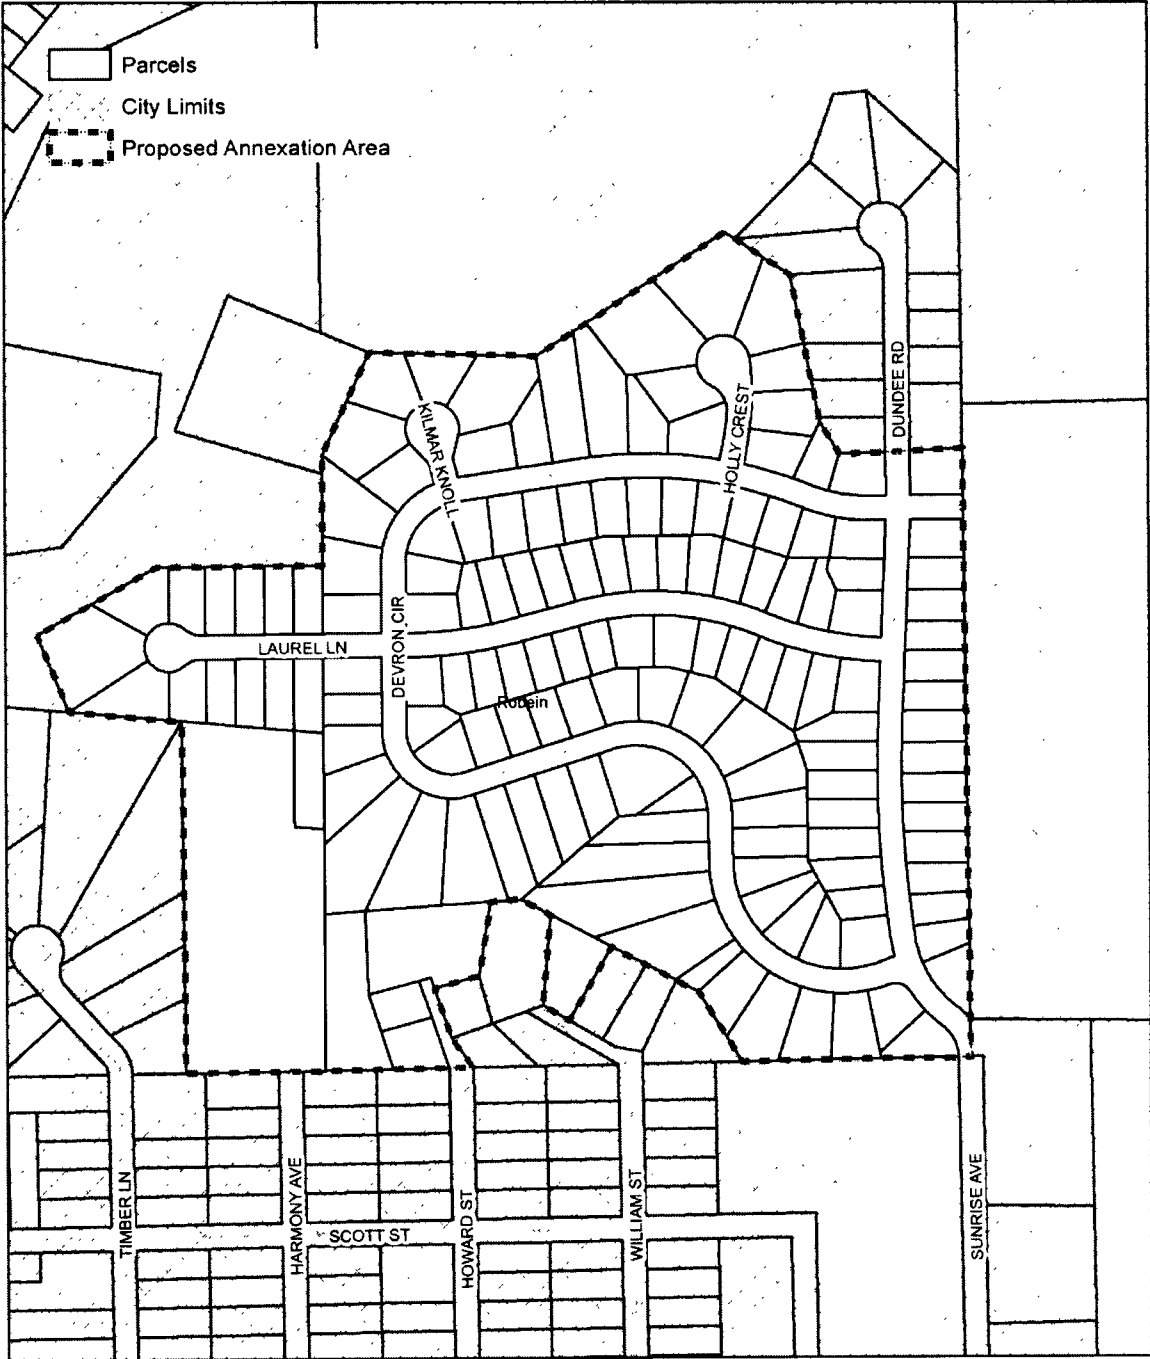 Parcels
City Limits
Proposed Annexation Area
DUNDEE RD
KILMAR KNOLL
HOLLY CREST
DEVRON CIR
LAUREL LN
Robein
TIMBER LN
HARMONY AVE
SCOTT ST
HOWARD ST
WILLIAM ST
SUNRISE AVE